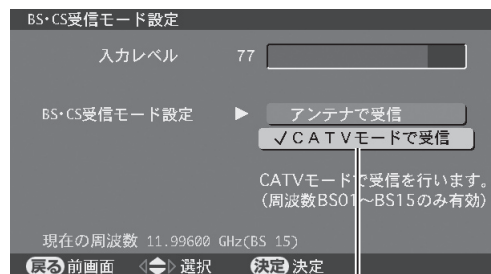 BS･CS受信モード設定
入力レベル 77
BS･CS受信モード設定 ▶ アンテナで受信
✓CATVモードで受信
CATVモードで受信を行います。
(周波数BS01～BS15のみ有効)
現在の周波数 11.99600 GHz(BS 15)
戻る 前画面 選択 決定 決定